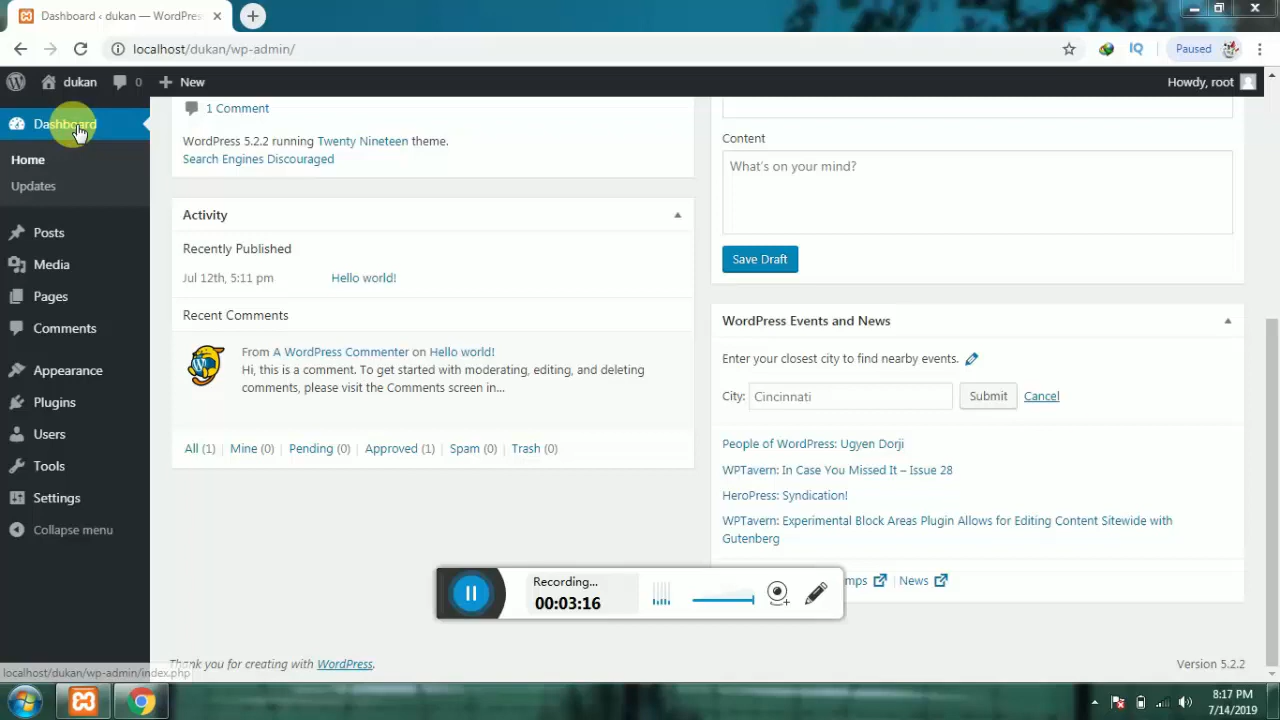 Dashboard ‹ dukan — WordPres
localhost/dukan/wp-admin/
Paused
dukan 0 New
Howdy, root
Dashboard
Home
Updates
Posts
Media
Pages
Comments
Appearance
Plugins
Users
Tools
Settings
Collapse menu
1 Comment
WordPress 5.2.2 running Twenty Nineteen theme.
Search Engines Discouraged
Activity
Recently Published
Jul 12th, 5:11 pm Hello world!
Recent Comments
From A WordPress Commenter on Hello world!
Hi, this is a comment. To get started with moderating, editing, and deleting
comments, please visit the Comments screen in...
All (1) | Mine (0) | Pending (0) | Approved (1) | Spam (0) | Trash (0)
Content
What's on your mind?
Save Draft
WordPress Events and News
Enter your closest city to find nearby events.
City: Cincinnati Submit Cancel
People of WordPress: Ugyen Dorji
WPTavern: In Case You Missed It – Issue 28
HeroPress: Syndication!
WPTavern: Experimental Block Areas Plugin Allows for Editing Content Sitewide with
Gutenberg
mps News
Recording...
00:03:16
Thank you for creating with WordPress.
Version 5.2.2
localhost/dukan/wp-admin/index.php
8:17 PM
7/14/2019